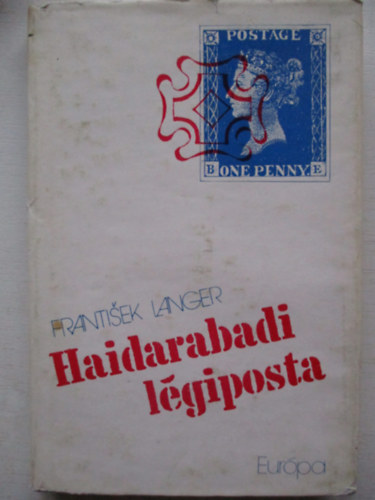 POSTAGE
B ONE PENNY E
FRANTIŠEK LANGER
Haidarabadi
légiposta
Európa